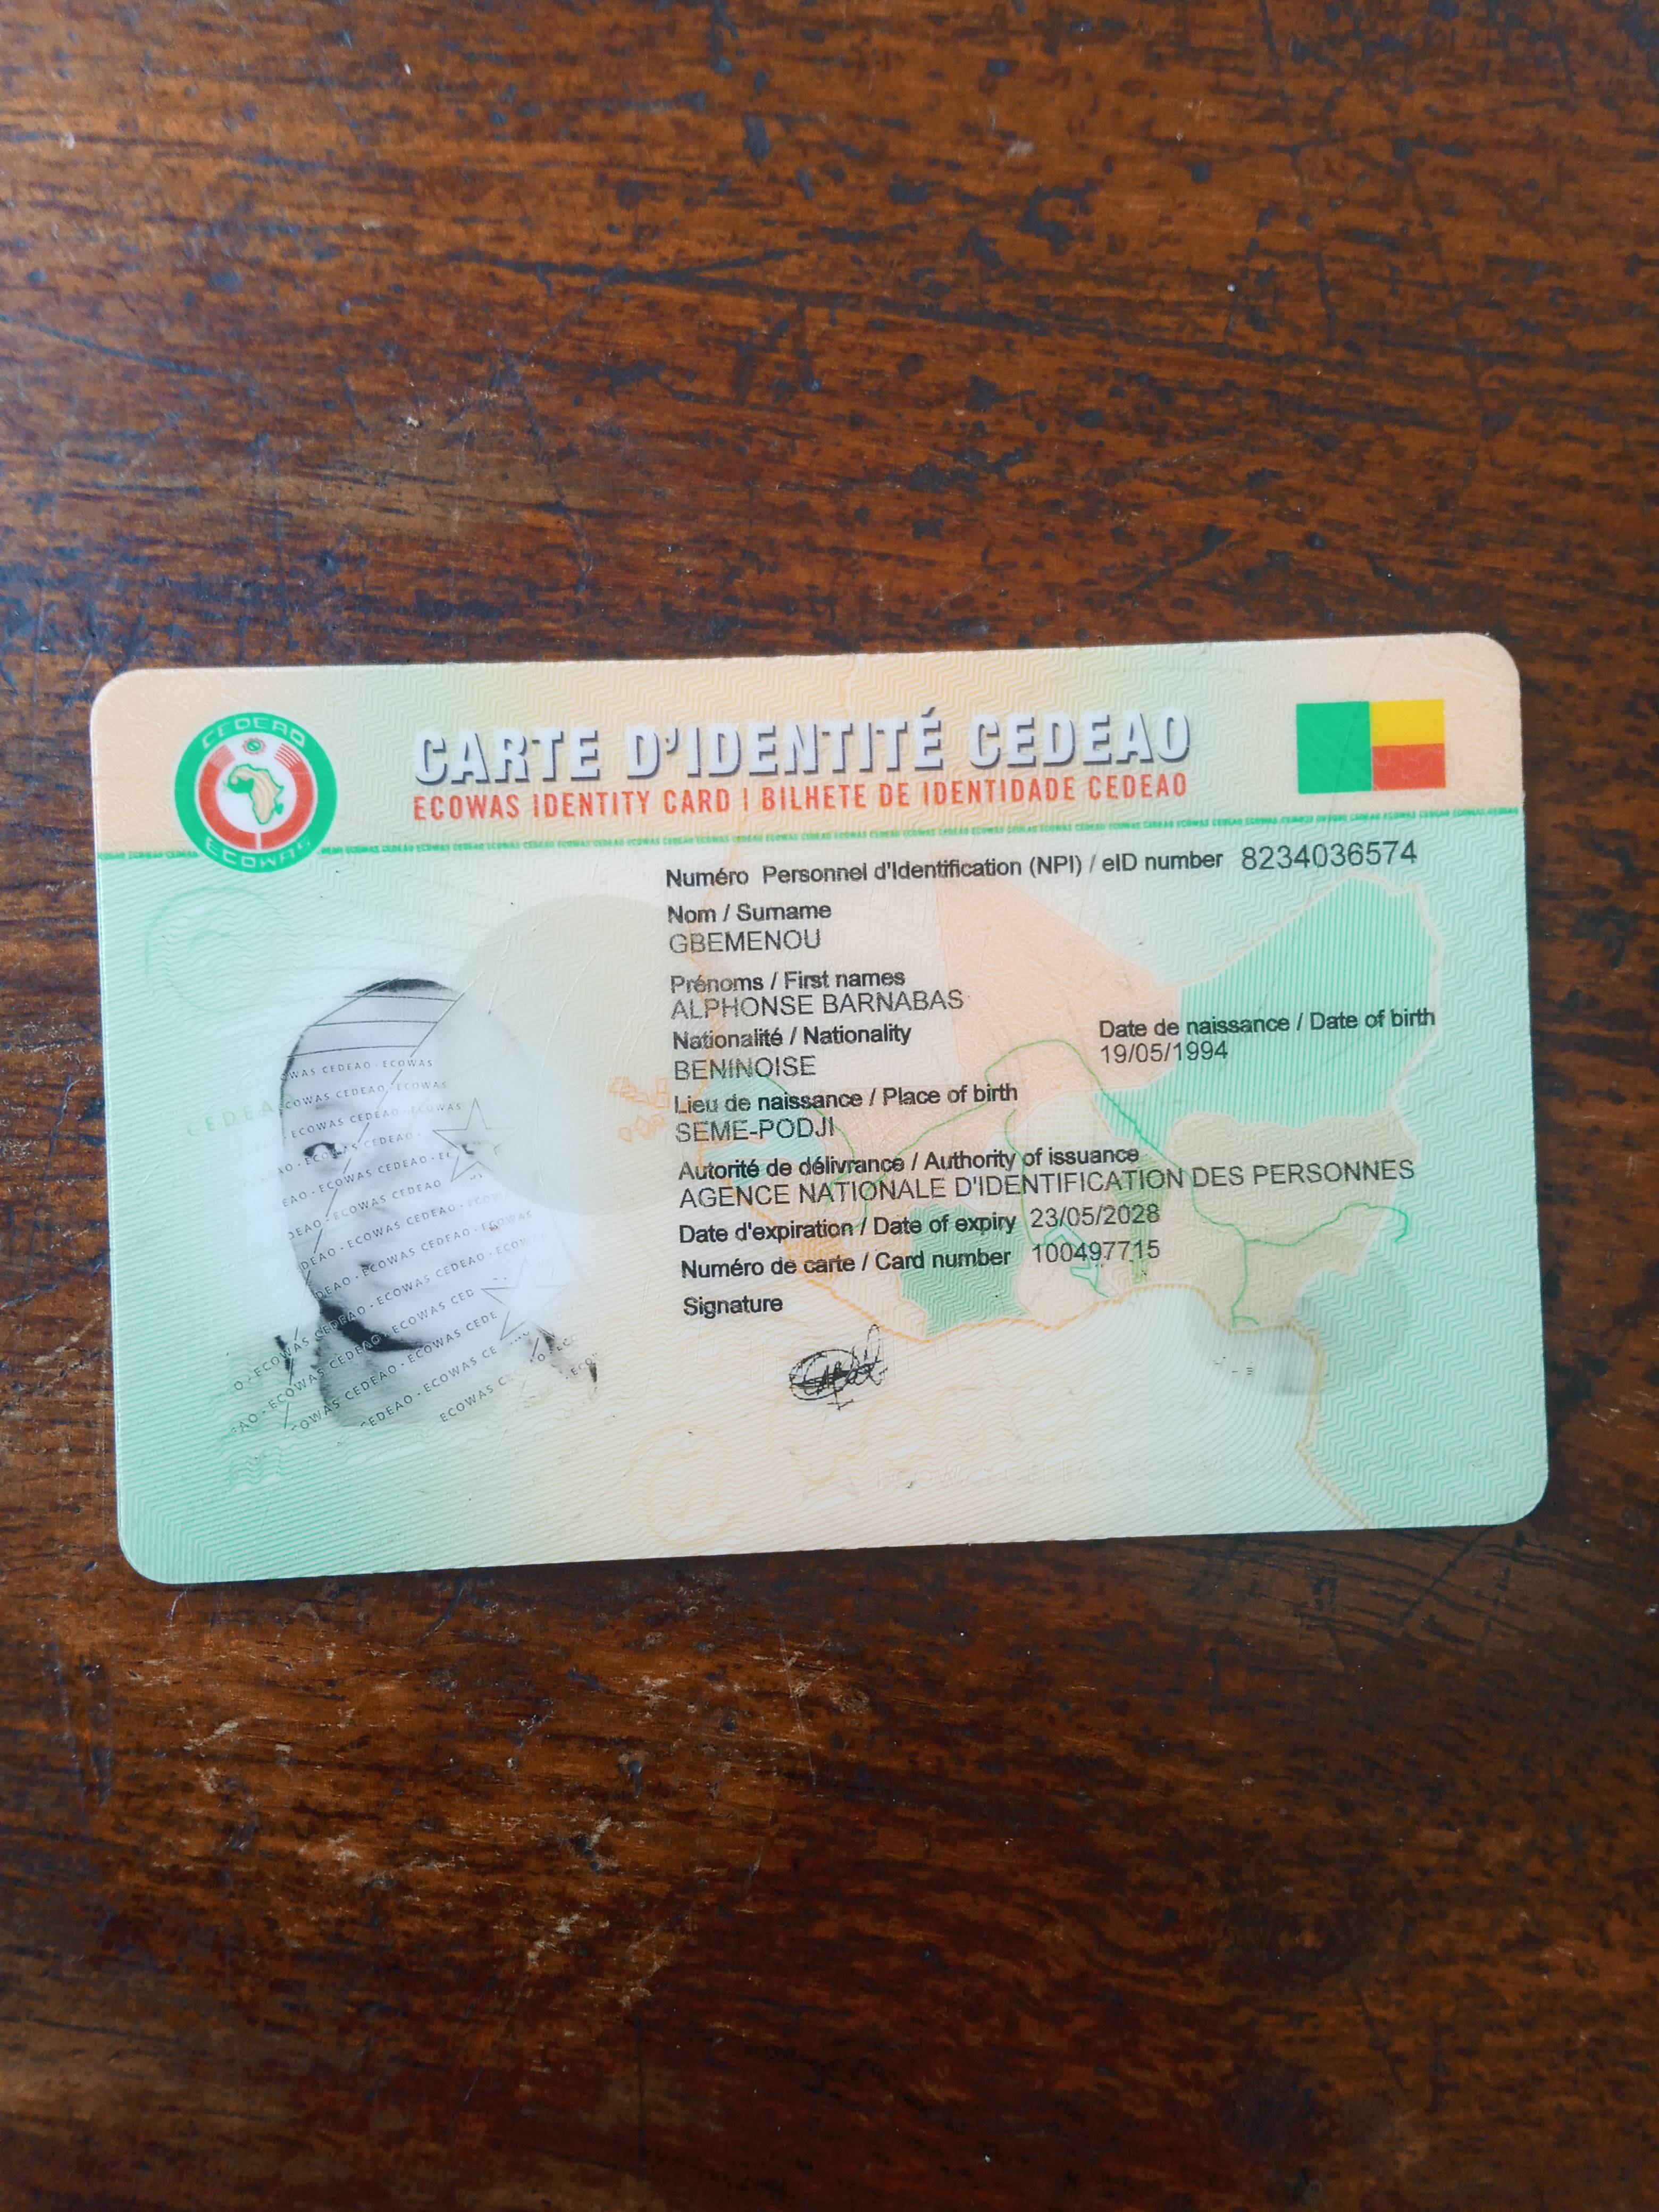 CEDEAO
ECOWAS
CARTE D'IDENTITÉ CEDEAO
ECOWAS IDENTITY CARD | BILHETE DE IDENTIDADE CEDEAO
Numéro Personnel d'Identification (NPI) / eID number 8234036574
Nom / Surname
GBEMENOU
Prénoms / First names
ALPHONSE BARNABAS
Nationalité / Nationality
BENINOISE
Date de naissance / Date of birth
19/05/1994
Lieu de naissance / Place of birth
SEME-PODJI
Autorité de délivrance / Authority of issuance
AGENCE NATIONALE D'IDENTIFICATION DES PERSONNES
Date d'expiration / Date of expiry 23/05/2028
Numéro de carte / Card number 100497715
Signature